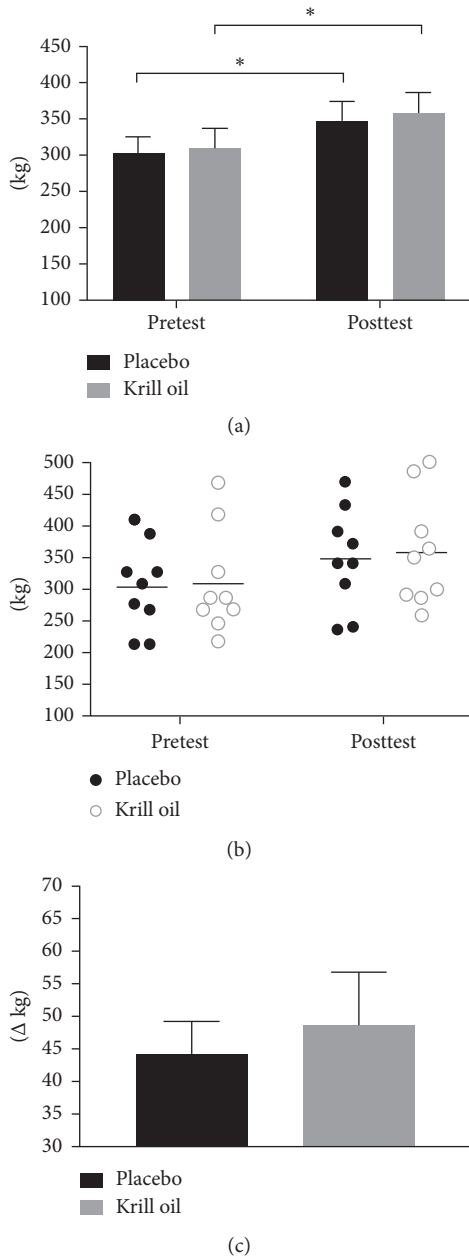 *
*
450
400
350
300
250
200
150
100
(kg)
Pretest Posttest
Placebo
Krill oil
(a)
500
450
400
350
300
250
200
150
100
(kg)
Pretest Posttest
Placebo
Krill oil
(b)
70
65
60
55
50
45
40
35
30
(Δ kg)
Placebo
Krill oil
(c)